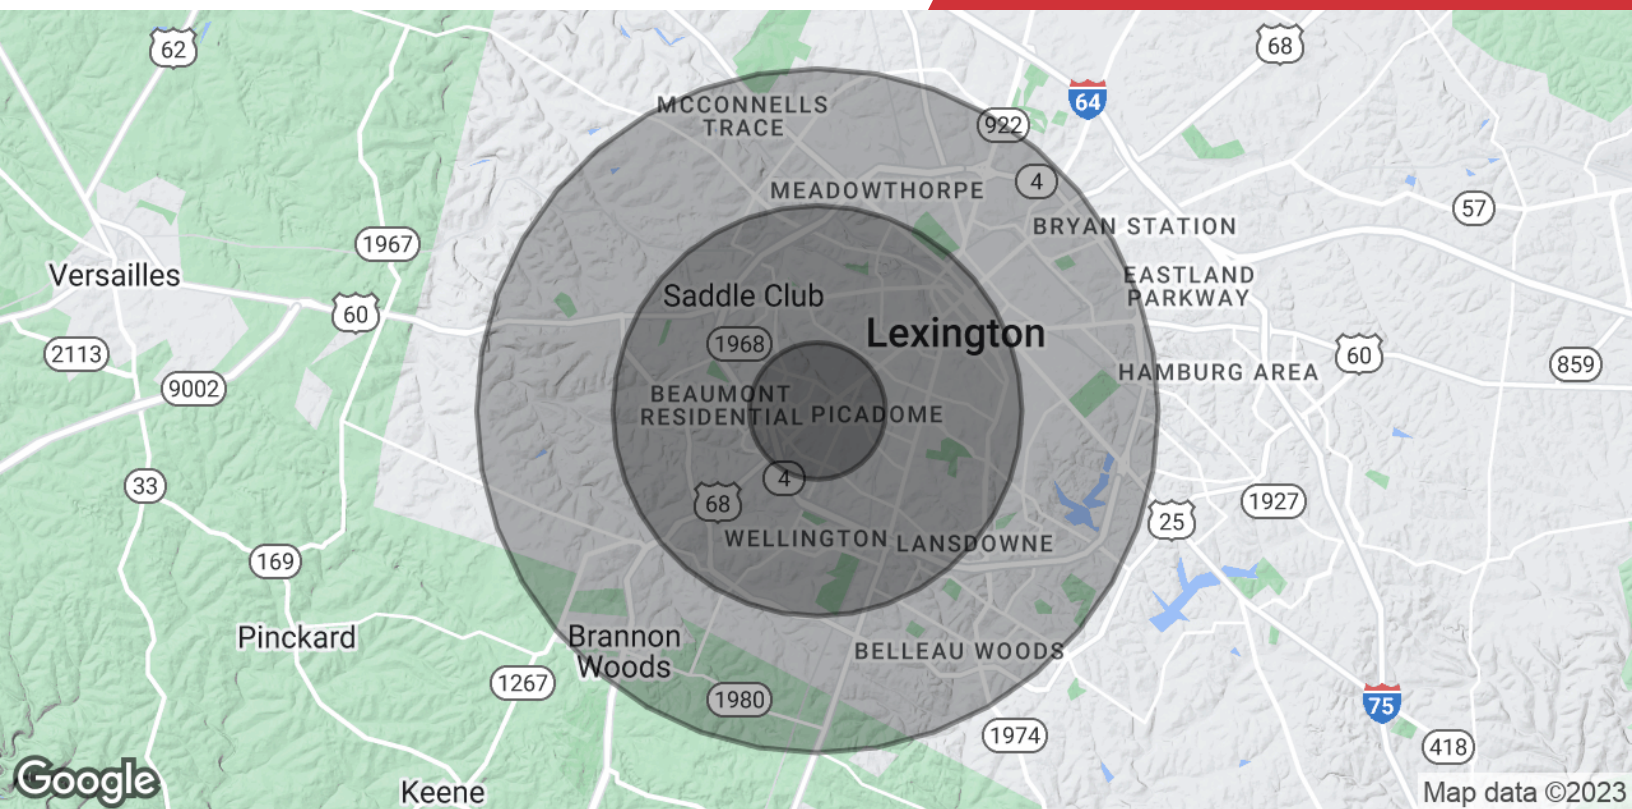 62
68
64
MCCONNELLS
TRACE
922
4
MEADOWTHORPE
57
BRYAN STATION
1967
Versailles
EASTLAND
PARKWAY
Saddle Club
60
Lexington
1968
2113
60
859
9002
HAMBURG AREA
BEAUMONT
RESIDENTIAL
PICADOME
33
4
68
1927
25
WELLINGTON
LANSDOWNE
169
Pinckard
Brannon
Woods
BELLEAU WOODS
1267
1980
75
1974
418
Google
Keene
Map data ©2023